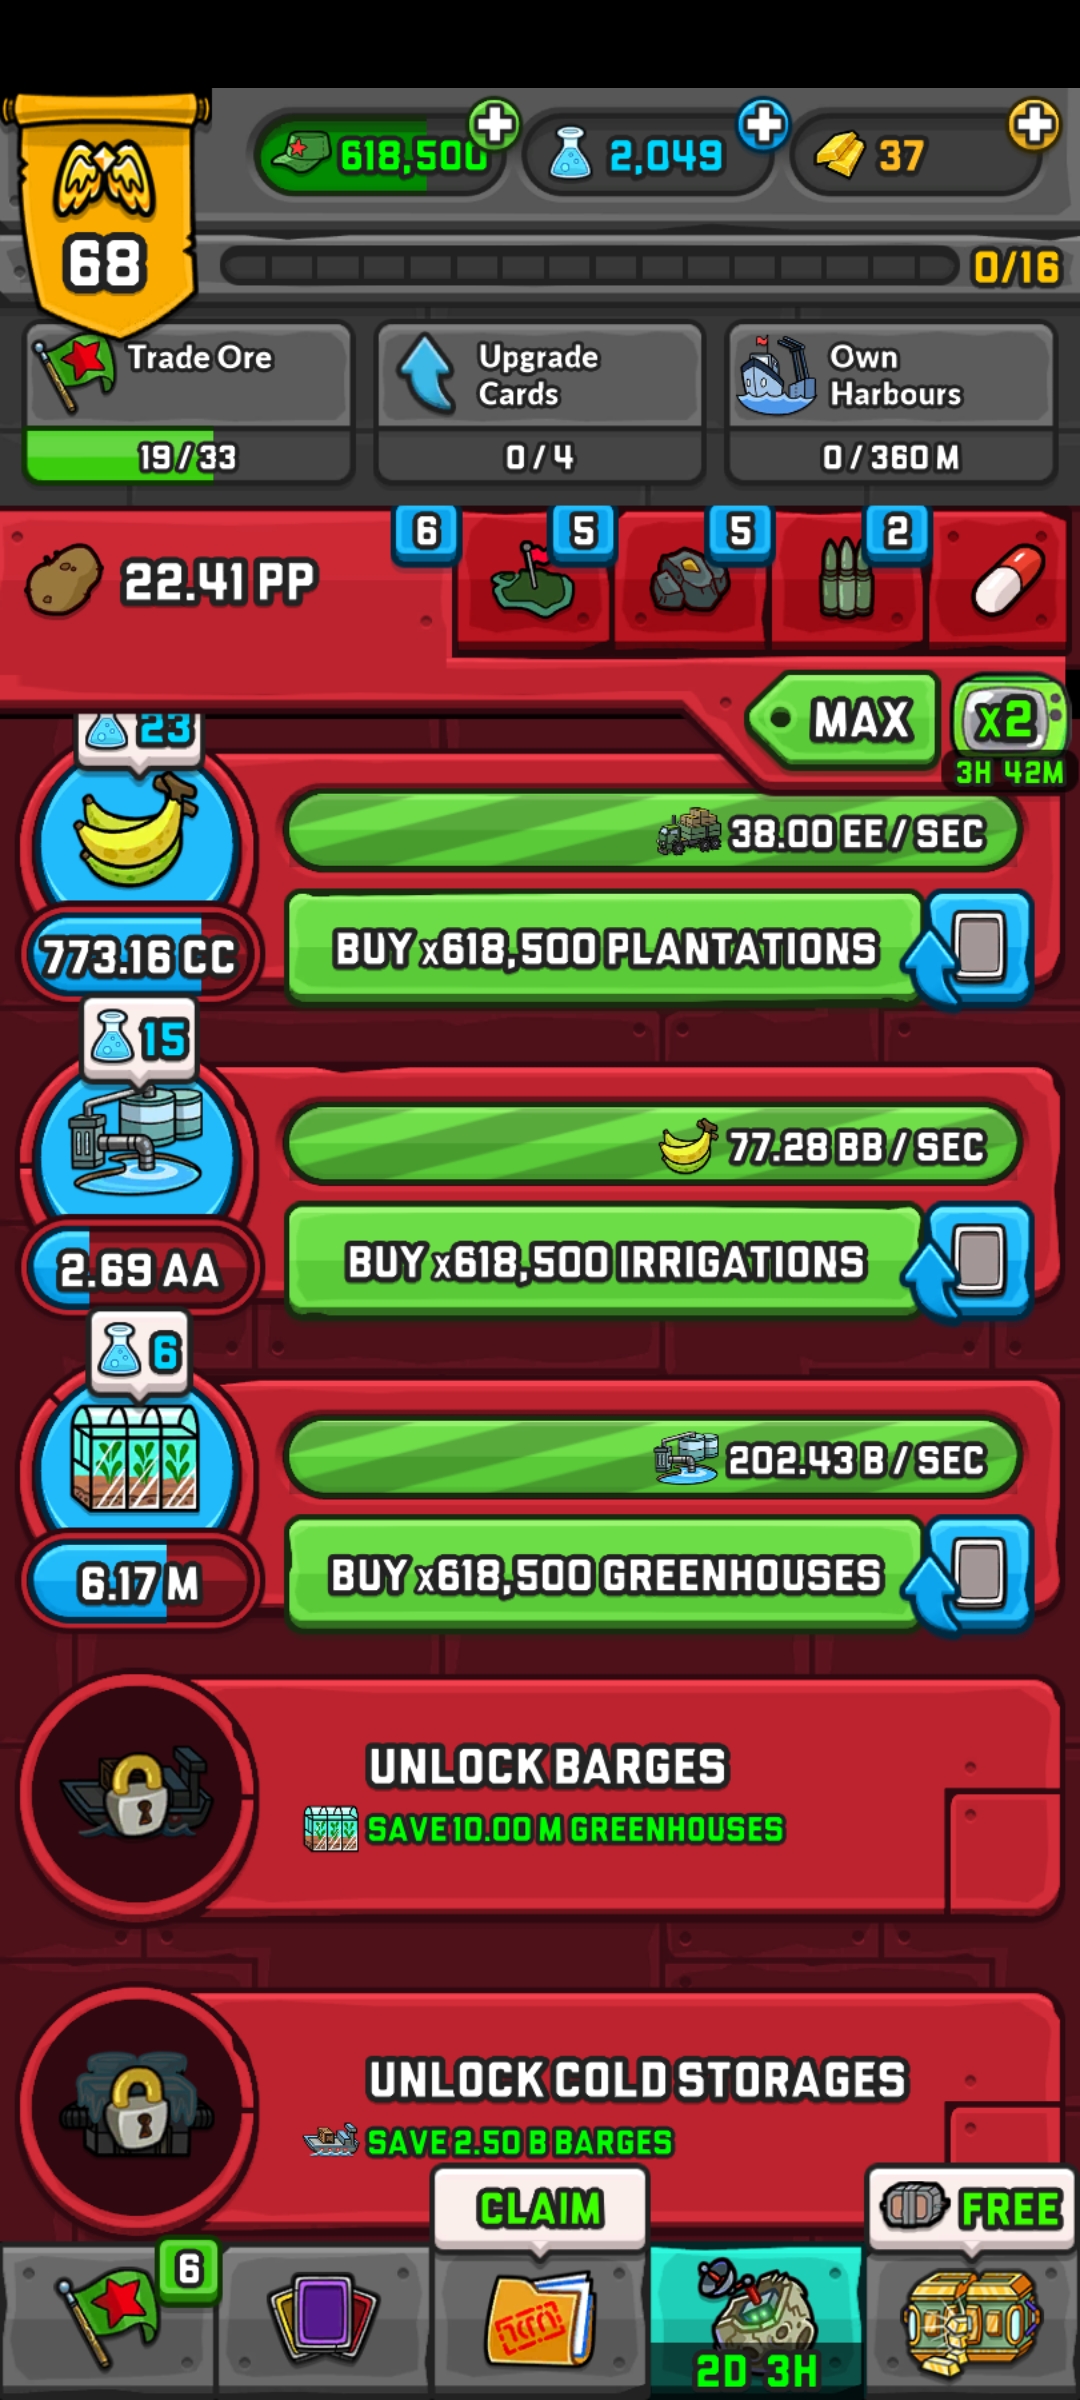 68
618,500
2,049
37
0/16
Trade Ore
19/33
Upgrade
Cards
0/4
Own
Harbours
0/360 M
22.41 PP
6
5
5
2
MAX
x2
3H 42M
23
38.00 EE/SEC
773.16 CC
BUY x618,500 PLANTATIONS
15
77.28 BB/SEC
2.69 AA
BUY x618,500 IRRIGATIONS
6
202.43 B/SEC
6.17 M
BUY x618,500 GREENHOUSES
UNLOCK BARGES
SAVE 10.00 M GREENHOUSES
UNLOCK COLD STORAGES
SAVE 2.50 B BARGES
CLAIM
FREE
6
2D 3H